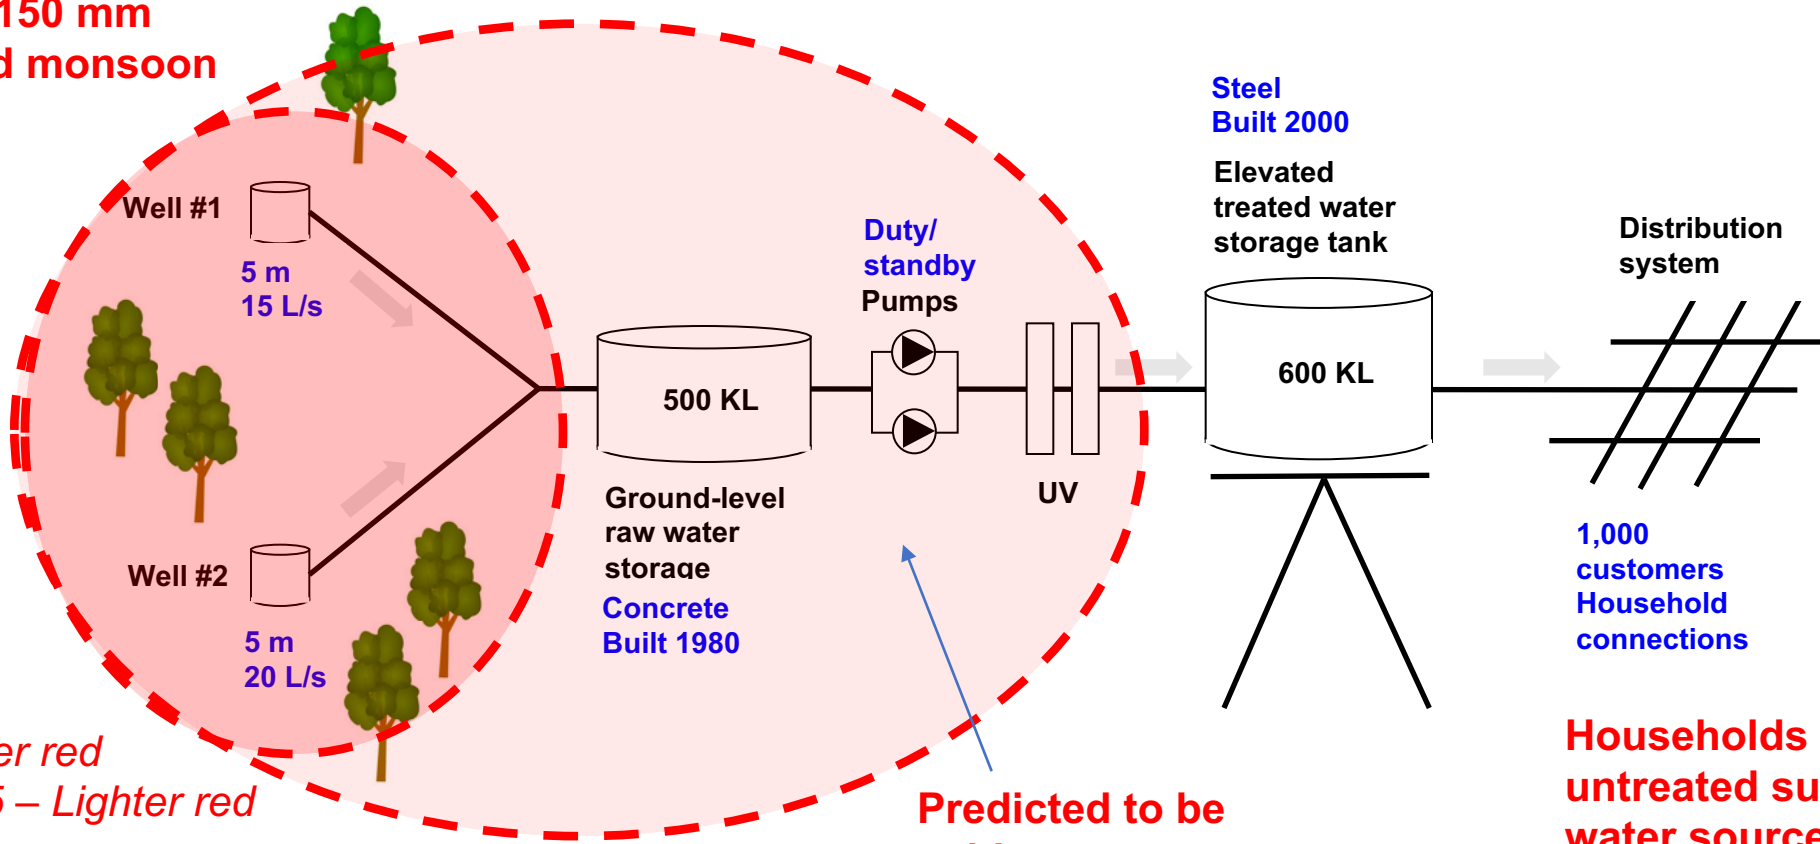 150 mm
d monsoon
Well #1
5 m
15 L/s
Well #2
5 m
20 L/s
er red
5 – Lighter red
500 KL
Ground-level
raw water
storage
Concrete
Built 1980
Duty/
standby
Pumps
UV
Predicted to be
Steel
Built 2000
Elevated
treated water
storage tank
600 KL
Distribution
system
1,000
customers
Household
connections
Households
untreated su
water source